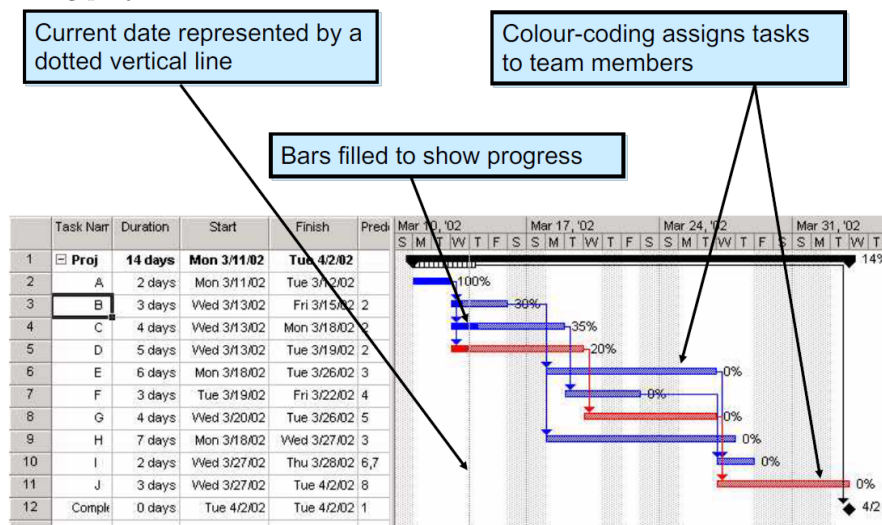 Current date represented by a
dotted vertical line
Colour-coding assigns tasks
to team members
Bars filled to show progress
Task Narr Duration Start Finish Prede Mar 10, '02 Mar 17, '02 Mar 24, '02 Mar 31, '02
S M T W T F S S M T W T F S S M T W T F S S M T W T
1 Proj 14 days Mon 3/11/02 Tue 4/2/02 14%
2 A 2 days Mon 3/11/02 Tue 3/12/02 100%
3 B 3 days Wed 3/13/02 Fri 3/15/02 2 30%
4 C 4 days Wed 3/13/02 Mon 3/18/02 2 35%
5 D 5 days Wed 3/13/02 Tue 3/19/02 2 20%
6 E 6 days Mon 3/18/02 Tue 3/26/02 3 0%
7 F 3 days Tue 3/19/02 Fri 3/22/02 4 0%
8 G 4 days Wed 3/20/02 Tue 3/26/02 5 0%
9 H 7 days Mon 3/18/02 Wed 3/27/02 3 0%
10 I 2 days Wed 3/27/02 Thu 3/28/02 6,7 0%
11 J 3 days Wed 3/27/02 Tue 4/2/02 8 0%
12 Comple 0 days Tue 4/2/02 Tue 4/2/02 1 4/2